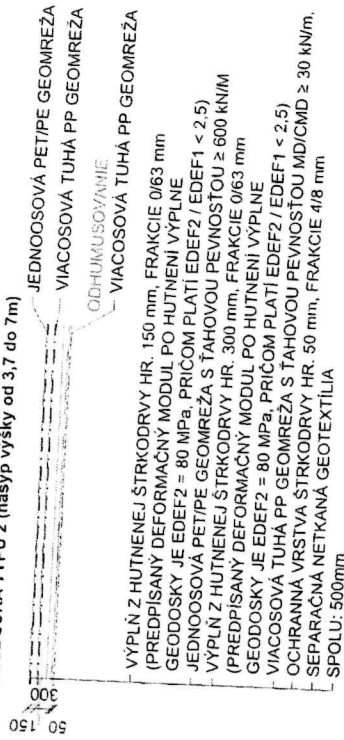 (násyp výšky od 3,7 do 7m)
150
300
50
JEDNOOSOVÁ PET/PE GEOMREŽA
VIACOSOVÁ TUHÁ PP GEOMREŽA
ODHUMUSOVANIE
VIACOSOVÁ TUHÁ PP GEOMREŽA
VÝPLŇ Z HUTNENEJ ŠTRKODRVY HR. 150 mm, FRAKCIE 0/63 mm
(PREDPÍSANÝ DEFORMAČNÝ MODUL PO HUTNENÍ VÝPLNE
GEODOSKY JE EDEF2 = 80 MPa, PRIČOM PLATÍ EDEF2 / EDEF1 < 2,5)
JEDNOOSOVÁ PET/PE GEOMREŽA S ŤAHOVOU PEVNOSŤOU ≥ 600 kN/M
VÝPLŇ Z HUTNENEJ ŠTRKODRVY HR. 300 mm, FRAKCIE 0/63 mm
(PREDPÍSANÝ DEFORMAČNÝ MODUL PO HUTNENÍ VÝPLNE
GEODOSKY JE EDEF2 = 80 MPa, PRIČOM PLATÍ EDEF2 / EDEF1 < 2,5)
VIACOSOVÁ TUHÁ PP GEOMREŽA S ŤAHOVOU PEVNOSŤOU MD/CMD ≥ 30 kN/m,
OCHRANNÁ VRSTVA ŠTRKODRVY HR. 50 mm, FRAKCIE 4/8 mm
SEPARAČNÁ NETKANÁ GEOTEXTÍLIA
SPOLU: 500mm